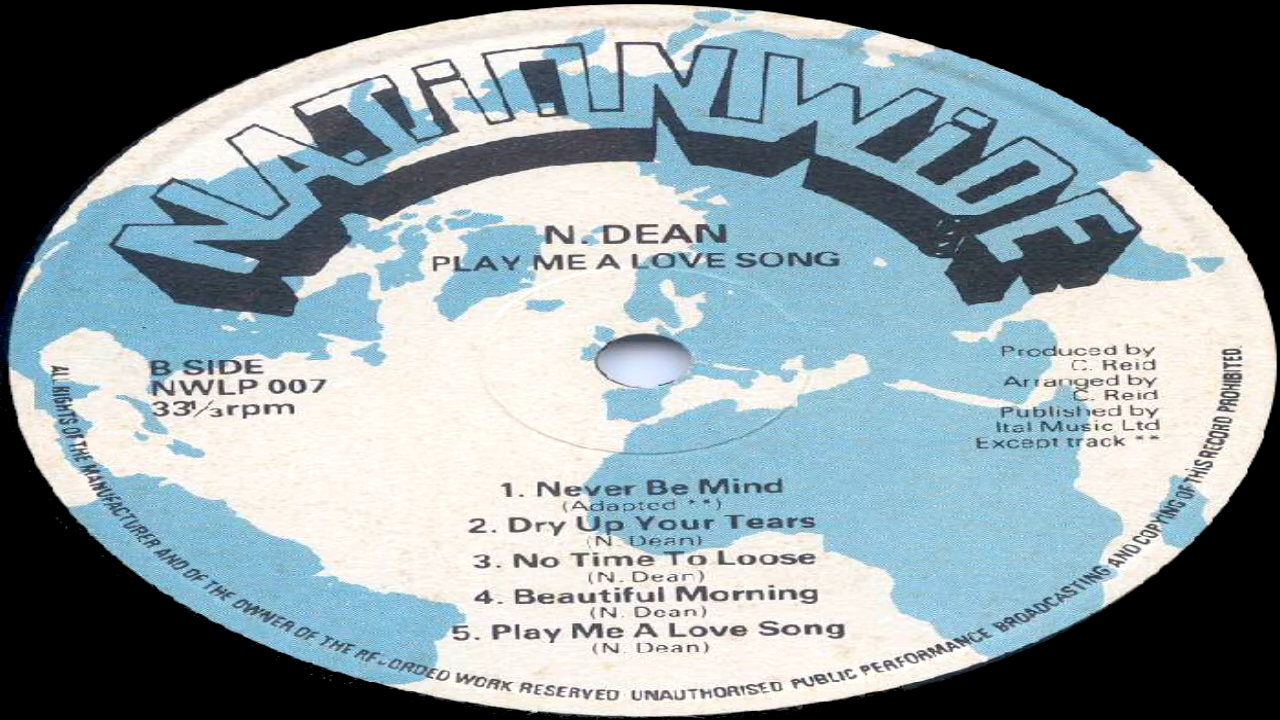 NATIONWIDE
N. DEAN
PLAY ME A LOVE SONG
B SIDE
NWLP 007
33⅓rpm
Produced by
C. Reid
Arranged by
C. Reid
Published by
Ital Music Ltd
Except track **
1. Never Be Mind
(Adapted **)
2. Dry Up Your Tears
(N. Dean)
3. No Time To Loose
(N. Dean)
4. Beautiful Morning
(N. Dean)
5. Play Me A Love Song
(N. Dean)
ALL RIGHTS OF THE MANUFACTURER AND OF THE OWNER OF THE RECORDED WORK RESERVED UNAUTHORISED PUBLIC PERFORMANCE BROADCASTING AND COPYING OF THIS RECORD PROHIBITED.